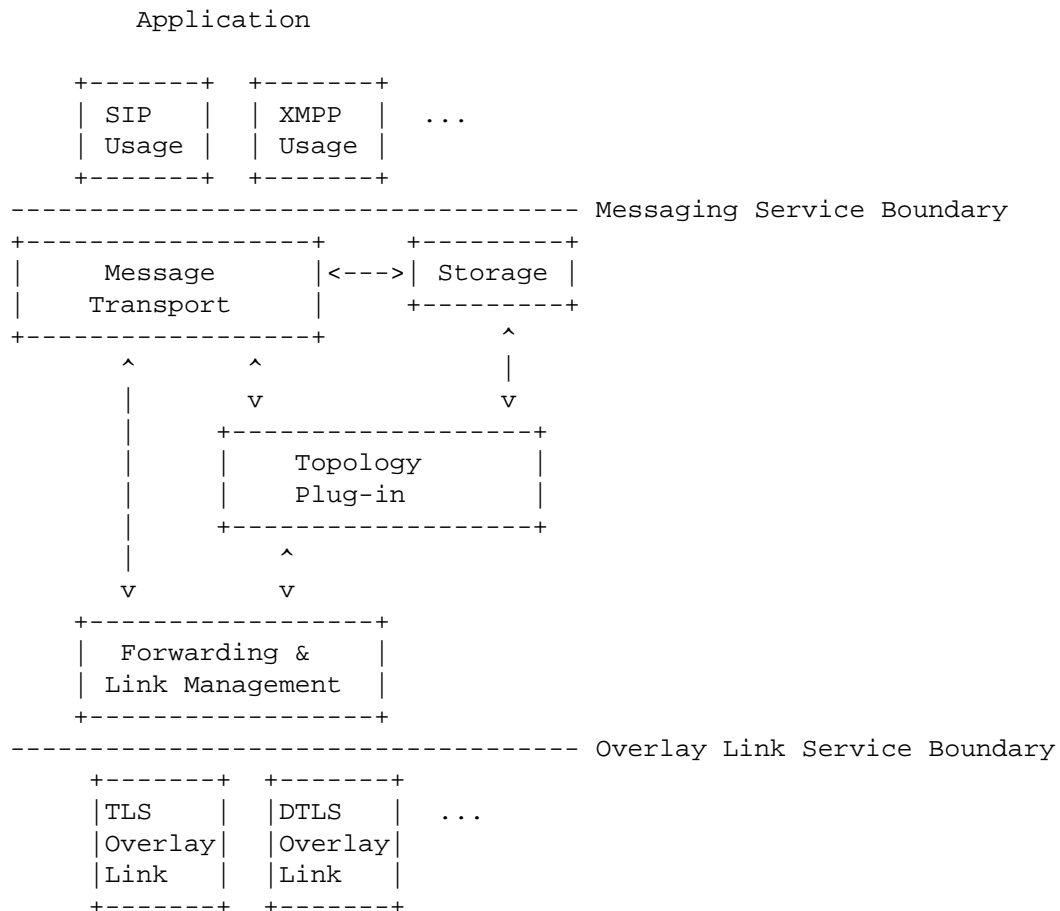 Application
SIP XMPP ...
Usage Usage
Messaging Service Boundary
Message Storage
Transport
Topology
Plug-in
Forwarding &
Link Management
Overlay Link Service Boundary
TLS DTLS ...
Overlay Overlay
Link Link